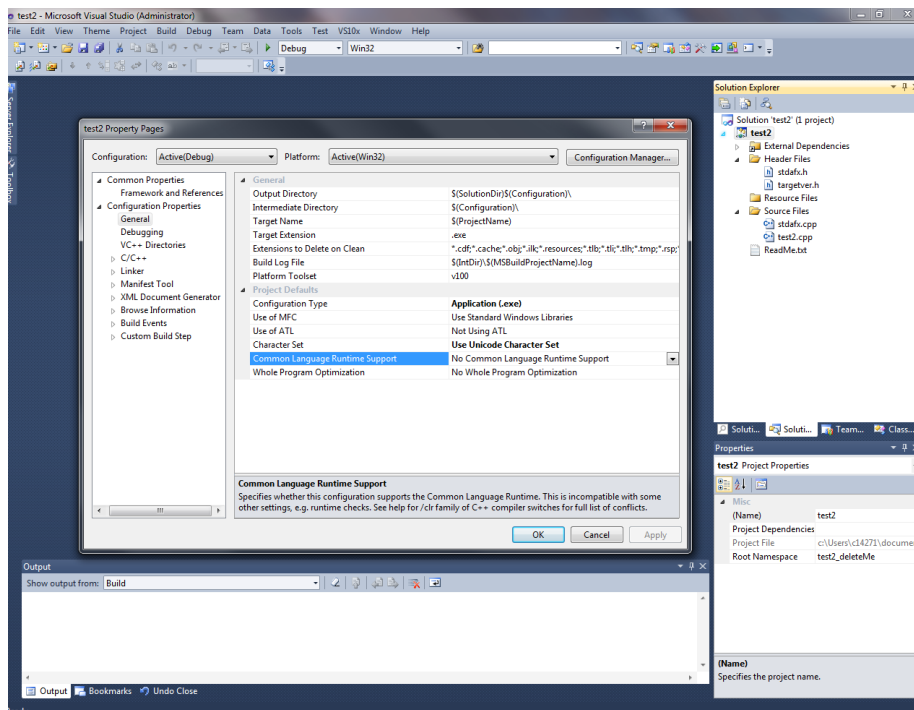 test2 - Microsoft Visual Studio (Administrator)
File Edit View Theme Project Build Debug Team Data Tools Test VS10x Window Help
Debug Win32
Server Explorer
Toolbox
test2 Property Pages
Configuration: Active(Debug) Platform: Active(Win32) Configuration Manager...
Common Properties
Framework and References
Configuration Properties
General
Debugging
VC++ Directories
C/C++
Linker
Manifest Tool
XML Document Generator
Browse Information
Build Events
Custom Build Step
General
Output Directory $(SolutionDir)$(Configuration)\
Intermediate Directory $(Configuration)\
Target Name $(ProjectName)
Target Extension .exe
Extensions to Delete on Clean *.cdf;*.cache;*.obj;*.ilk;*.resources;*.tlb;*.tli;*.tlh;*.tmp;*.rsp;
Build Log File $(IntDir)\$(MSBuildProjectName).log
Platform Toolset v100
Project Defaults
Configuration Type Application (.exe)
Use of MFC Use Standard Windows Libraries
Use of ATL Not Using ATL
Character Set Use Unicode Character Set
Common Language Runtime Support No Common Language Runtime Support
Whole Program Optimization No Whole Program Optimization
Common Language Runtime Support
Specifies whether this configuration supports the Common Language Runtime. This is incompatible with some
other settings, e.g. runtime checks. See help for /clr family of C++ compiler switches for full list of conflicts.
OK Cancel Apply
Solution Explorer
Solution 'test2' (1 project)
test2
External Dependencies
Header Files
stdafx.h
targetver.h
Resource Files
Source Files
stdafx.cpp
test2.cpp
ReadMe.txt
Soluti... Soluti... Team... Class...
Properties
test2 Project Properties
Misc
(Name) test2
Project Dependencies
Project File c:\Users\c14271\docume
Root Namespace test2_deleteMe
(Name)
Specifies the project name.
Output
Show output from: Build
Output Bookmarks Undo Close